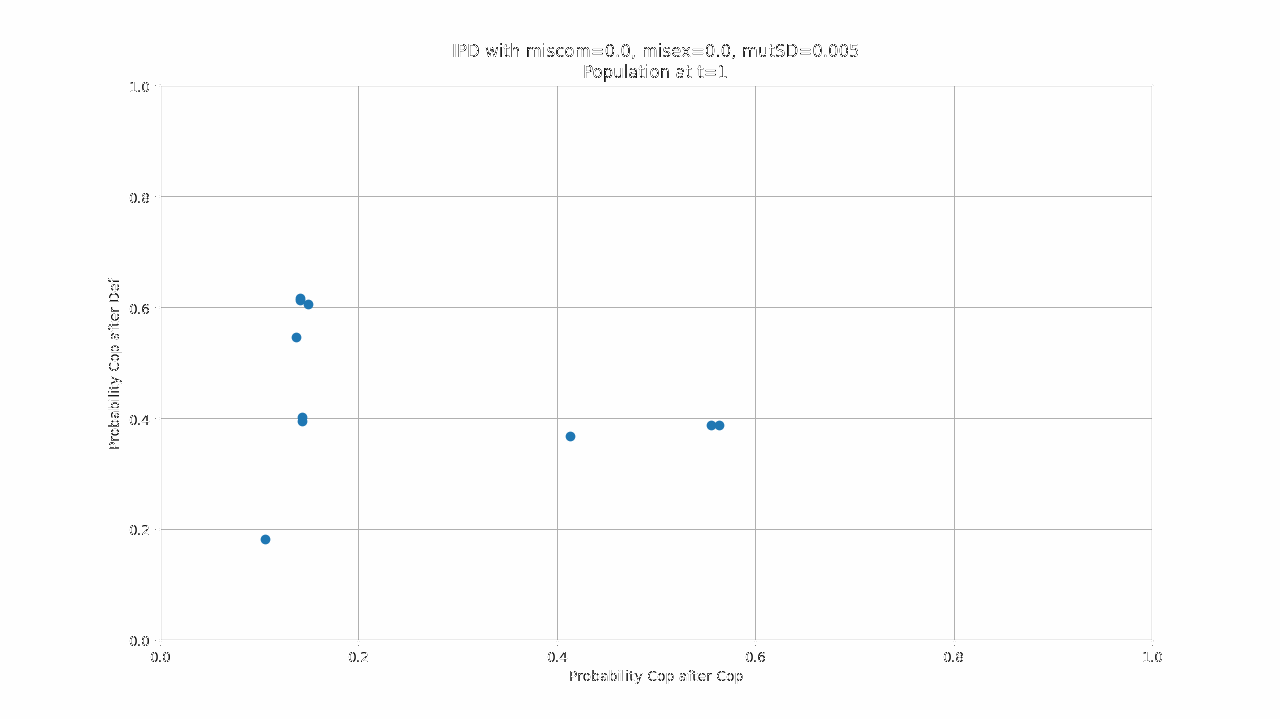 IPD with miscom=0.0, misex=0.0, mutSD=0.005
Population at t=1
1.0
0.8
0.6
0.4
0.2
0.0
Probability Cop after Def
0.0 0.2 0.4 0.6 0.8 1.0
Probability Cop after Cop